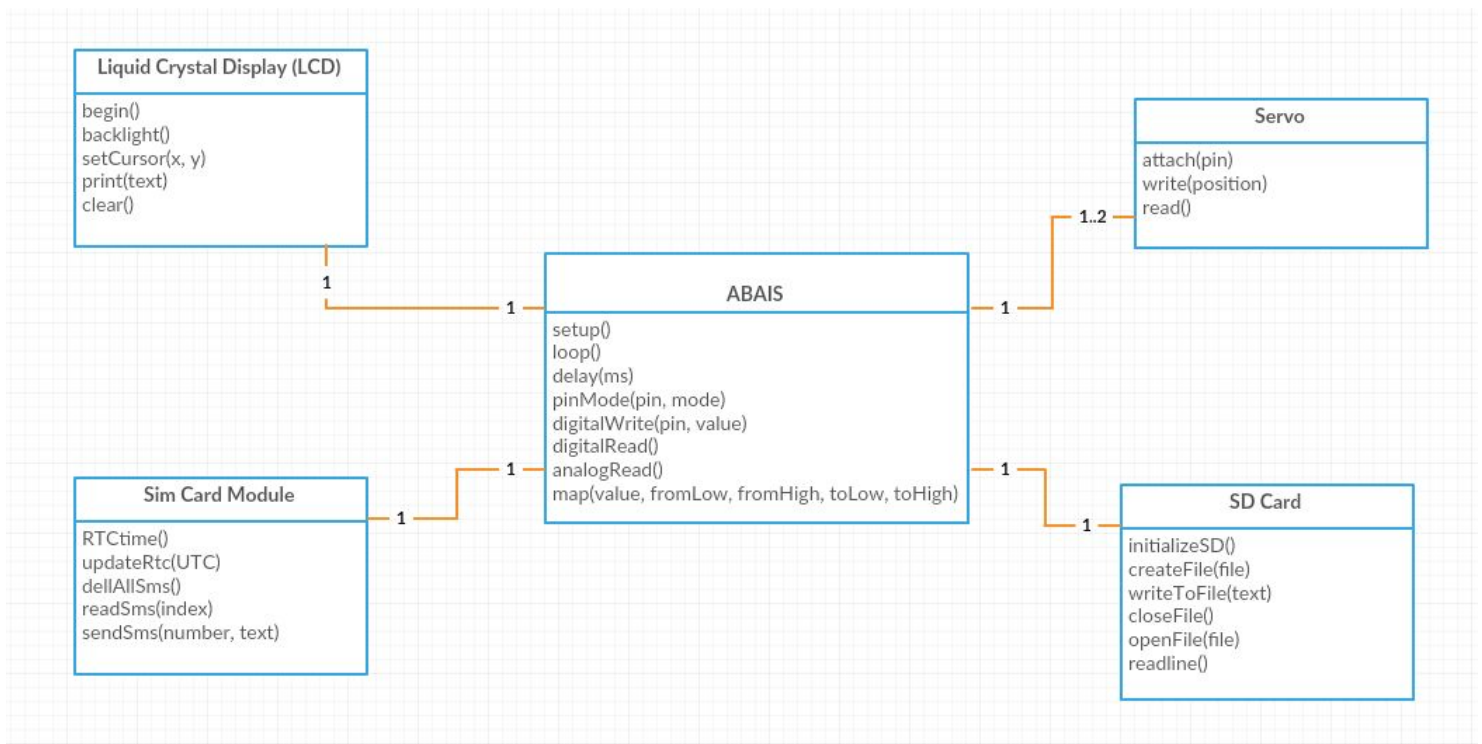 Liquid Crystal Display (LCD)
begin()
backlight()
setCursor(x, y)
print(text)
clear()
1
1
Servo
attach(pin)
write(position)
read()
1..2
1
ABAIS
setup()
loop()
delay(ms)
pinMode(pin, mode)
digitalWrite(pin, value)
digitalRead()
analogRead()
map(value, fromLow, fromHigh, toLow, toHigh)
1
1
Sim Card Module
RTCtime()
updateRtc(UTC)
dellAllSms()
readSms(index)
sendSms(number, text)
1
1
SD Card
initializeSD()
createFile(file)
writeToFile(text)
closeFile()
openFile(file)
readline()